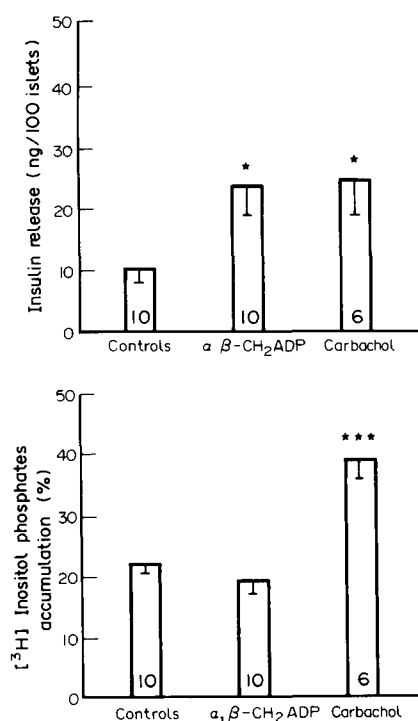 Insulin release (ng/100 islets)
50
40
30
20
10
0
*
*
10
10
6
Controls
α β-CH₂ADP
Carbachol
[³H] Inositol phosphates
accumulation (%)
50
40
30
20
10
0
***
10
10
6
Controls
α,β-CH₂ADP
Carbachol